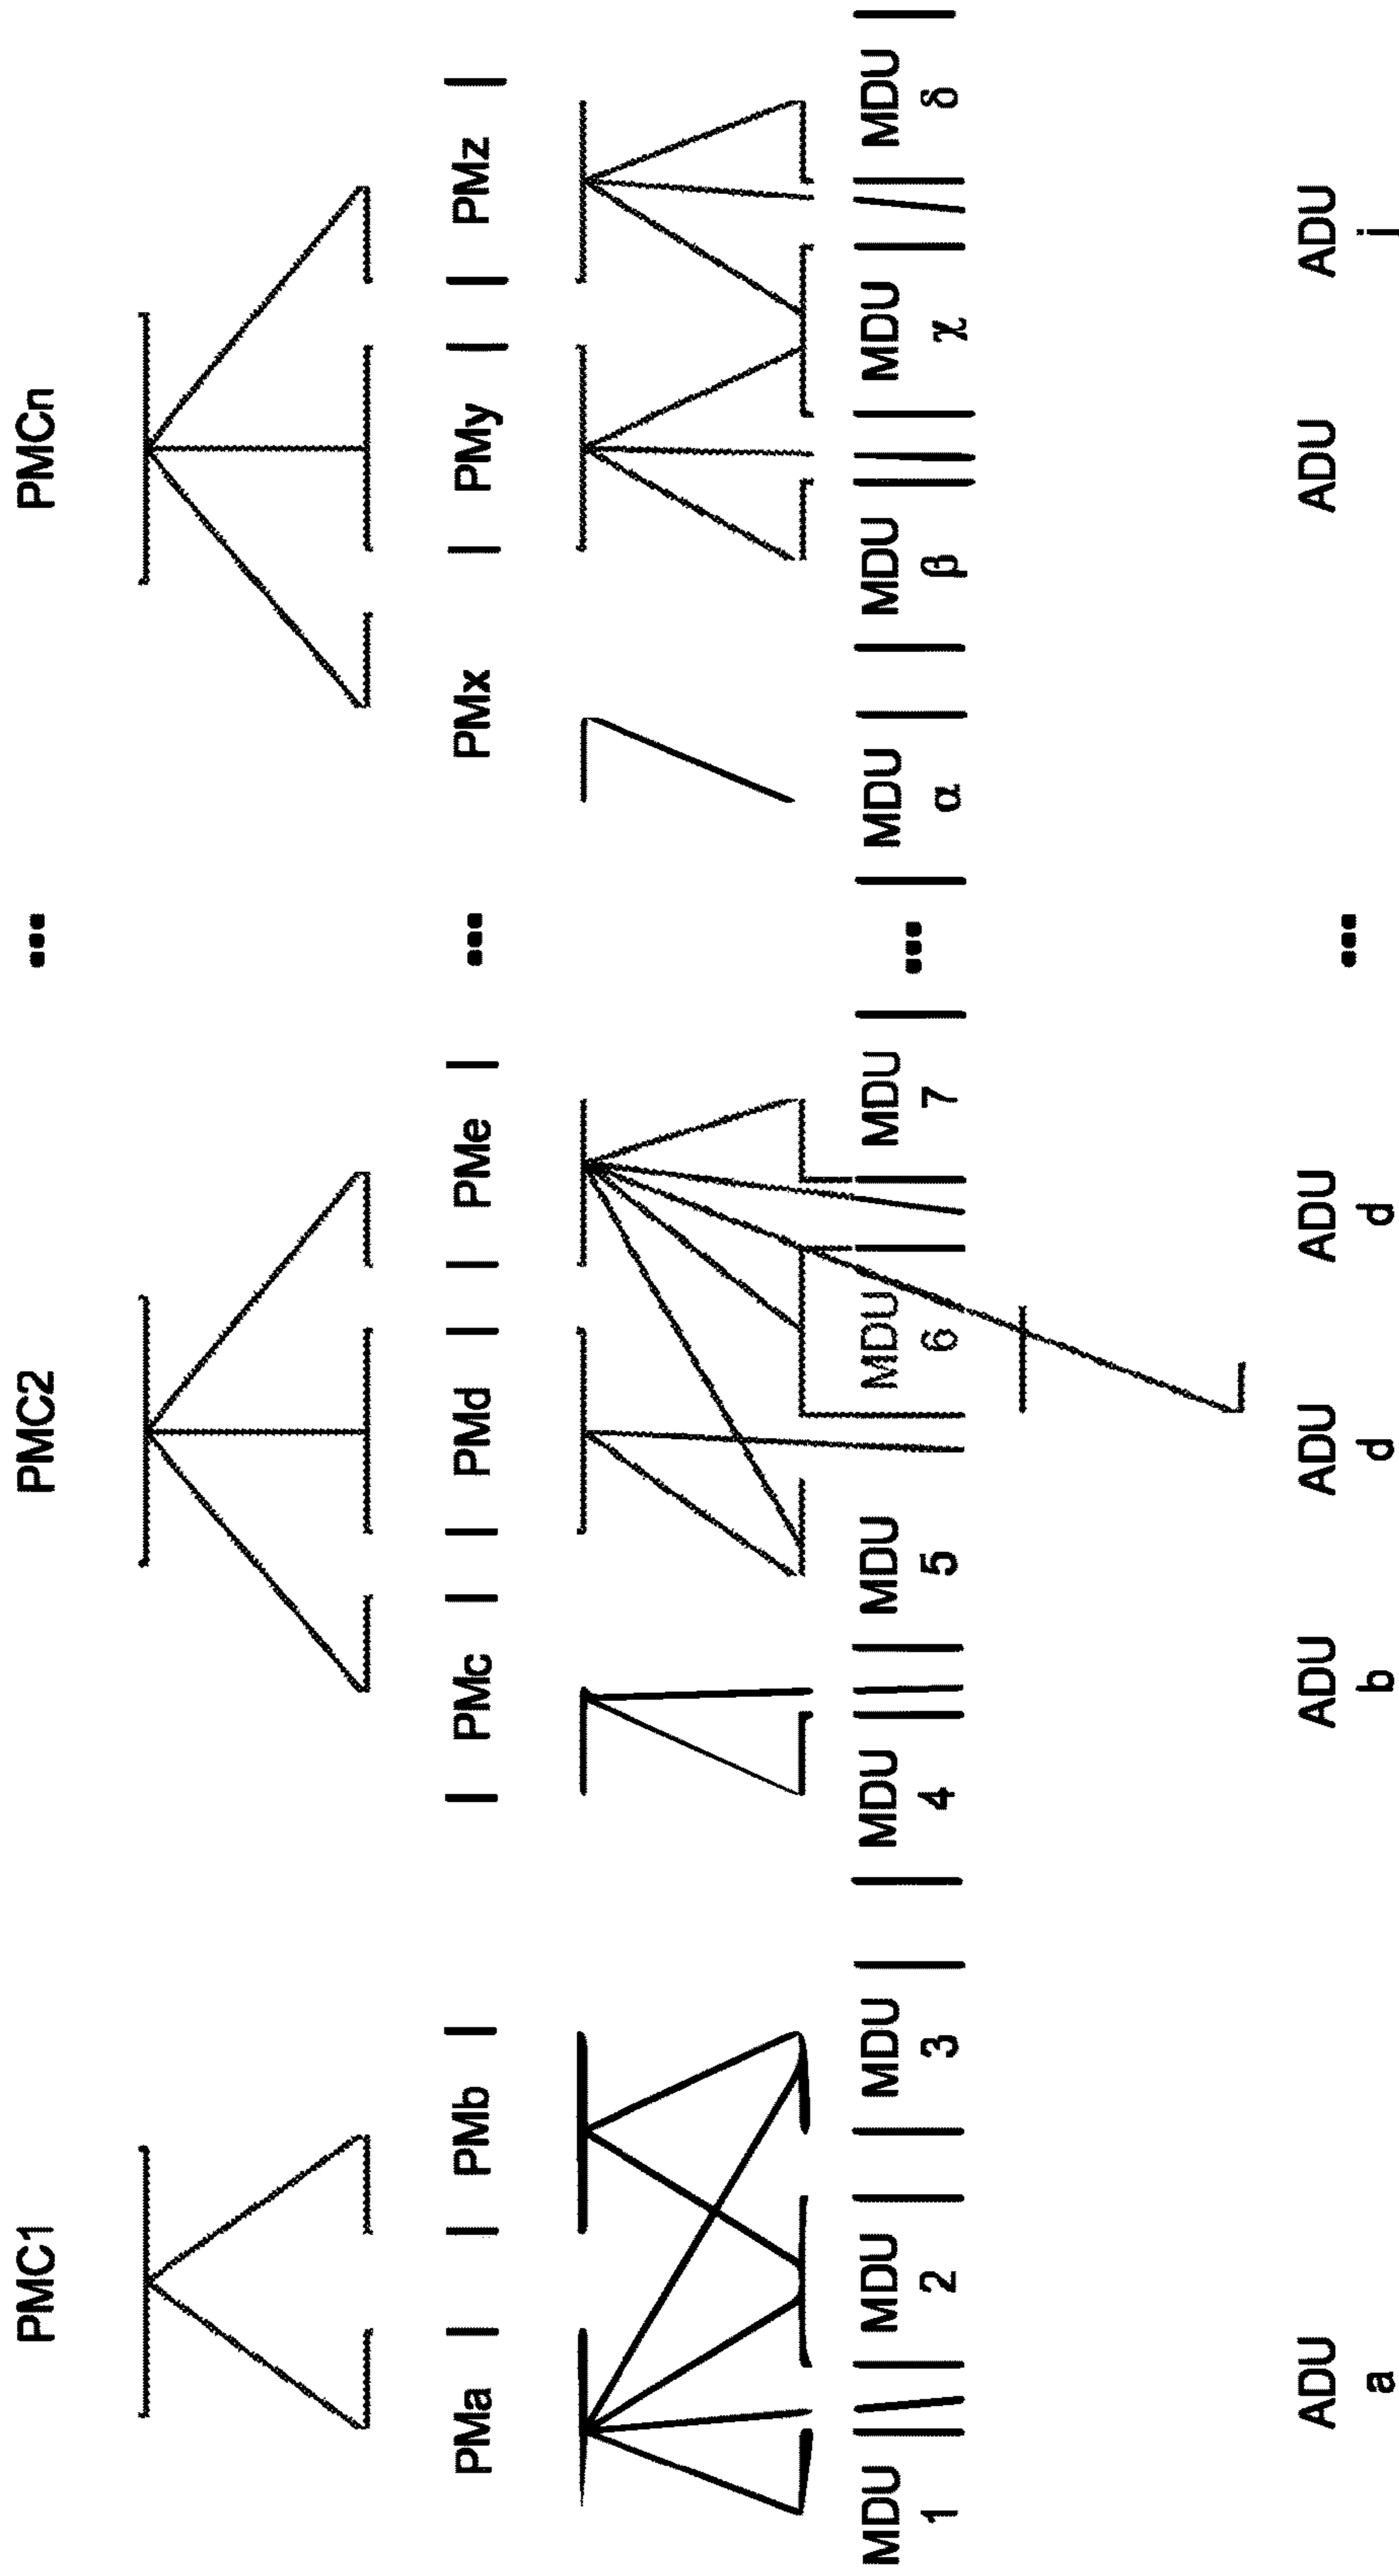 PMC1 PMC2 ... PMCn
PMa PMb PMc PMd PMe ... PMx PMy PMz
MDU MDU MDU MDU MDU MDU MDU ... MDU MDU MDU MDU
1 2 3 4 5 6 7 α β χ δ
ADU ADU ADU ADU ... ADU ADU
a b d d